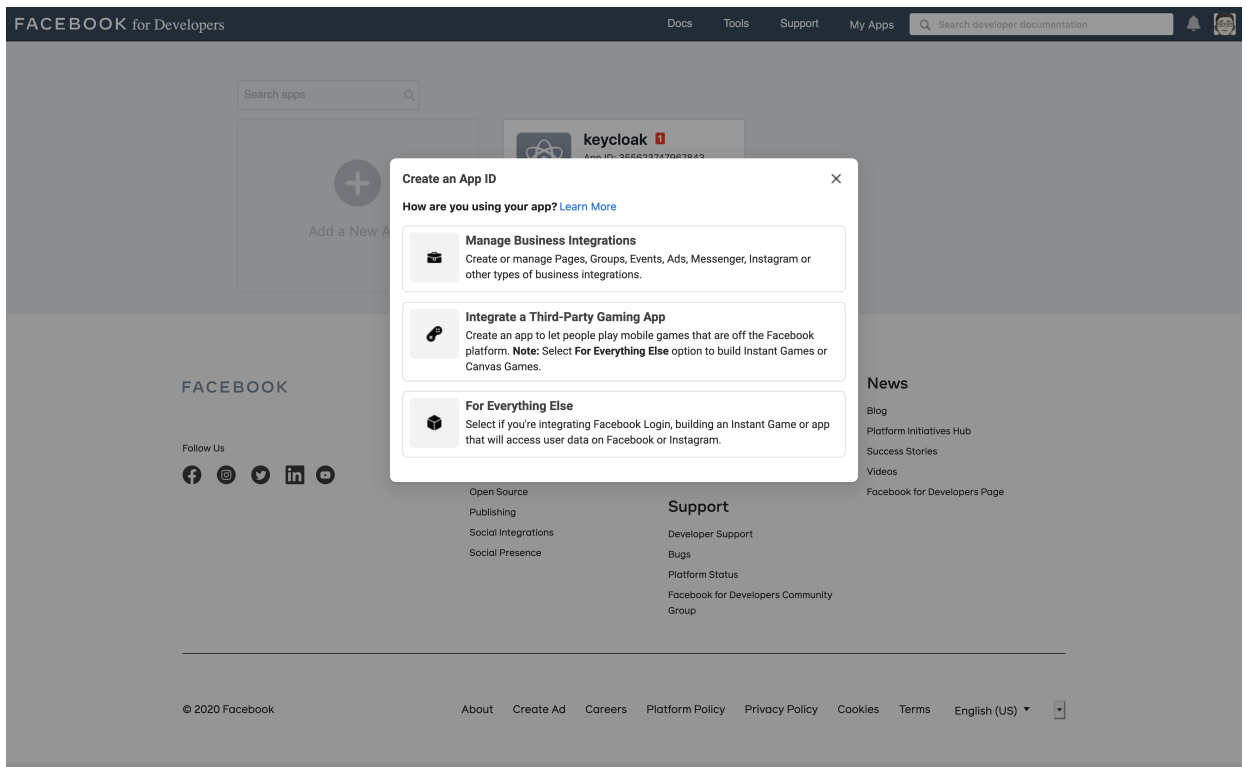 FACEBOOK for Developers
Docs
Tools
Support
My Apps
Search developer documentation
Search apps
keycloak 1
App ID: 355623747967843
Add a New A
Create an App ID
How are you using your app? Learn More
Manage Business Integrations
Create or manage Pages, Groups, Events, Ads, Messenger, Instagram or
other types of business integrations.
Integrate a Third-Party Gaming App
Create an app to let people play mobile games that are off the Facebook
platform. Note: Select For Everything Else option to build Instant Games or
Canvas Games.
For Everything Else
Select if you're integrating Facebook Login, building an Instant Game or app
that will access user data on Facebook or Instagram.
FACEBOOK
Follow Us
Open Source
Publishing
Social Integrations
Social Presence
Support
Developer Support
Bugs
Platform Status
Facebook for Developers Community
Group
News
Blog
Platform Initiatives Hub
Success Stories
Videos
Facebook for Developers Page
© 2020 Facebook
About
Create Ad
Careers
Platform Policy
Privacy Policy
Cookies
Terms
English (US)